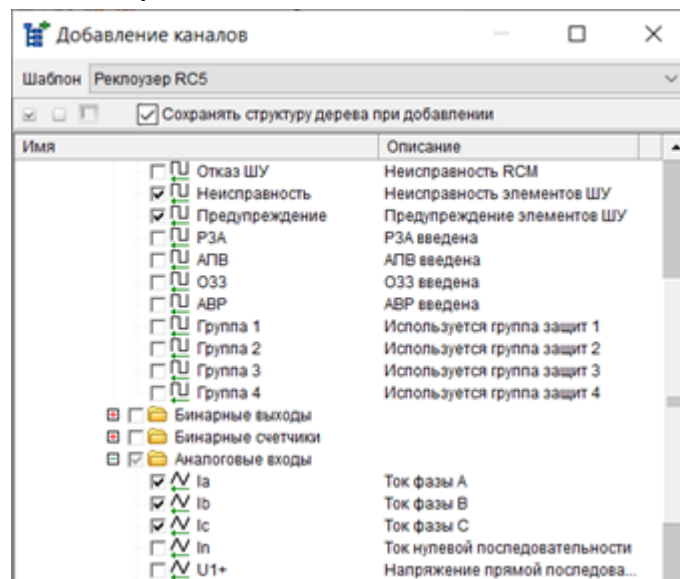 Добавление каналов
Шаблон Реклоузер RC5
Сохранять структуру дерева при добавлении
Имя Описание
Отказ ШУ Неисправность RCM
Неисправность Неисправность элементов ШУ
Предупреждение Предупреждение элементов ШУ
РЗА РЗА введена
АПВ АПВ введена
ОЗЗ ОЗЗ введена
АВР АВР введена
Группа 1 Используется группа защит 1
Группа 2 Используется группа защит 2
Группа 3 Используется группа защит 3
Группа 4 Используется группа защит 4
Бинарные выходы
Бинарные счетчики
Аналоговые входы
Ia Ток фазы A
Ib Ток фазы B
Ic Ток фазы C
In Ток нулевой последовательности
U1+ Напряжение прямой последова...